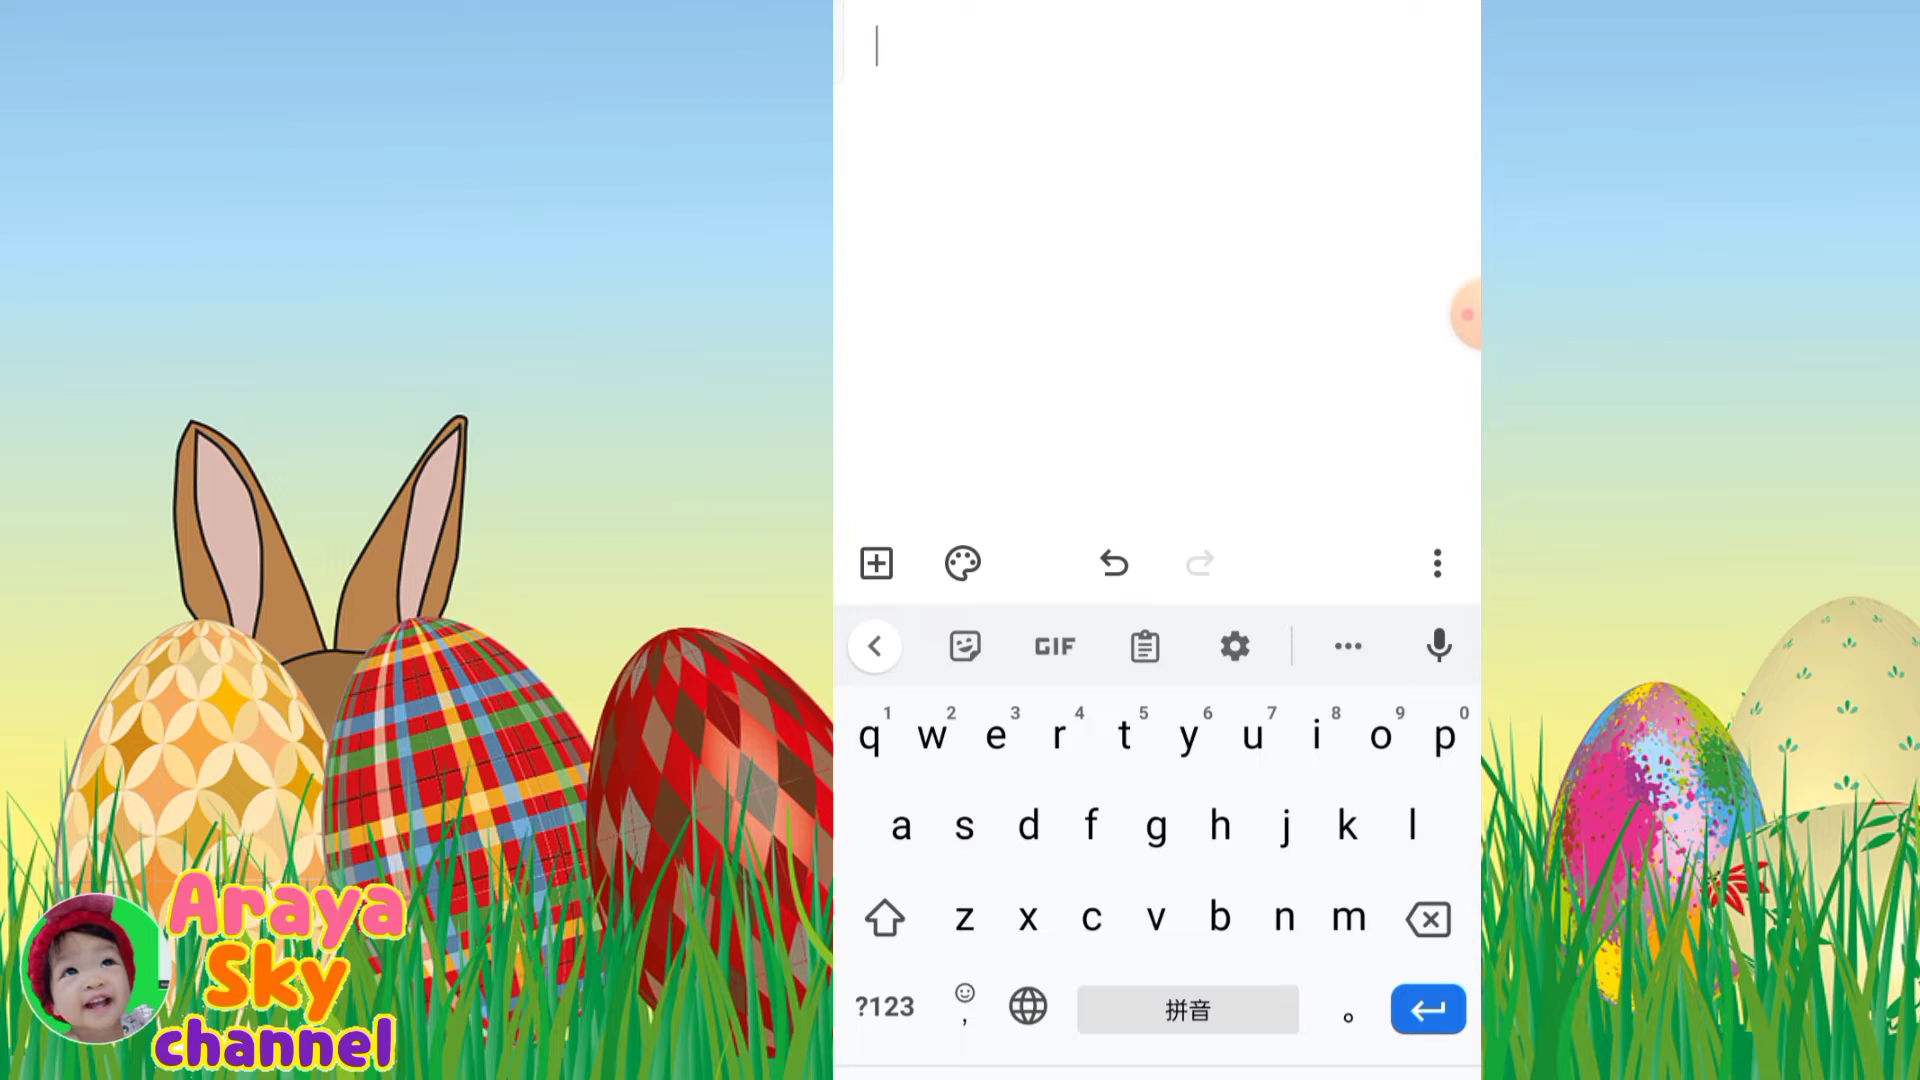 GIF
1 2 3 4 5 6 7 8 9 0
q w e r t y u i o p
a s d f g h j k l
z x c v b n m
?123 , 拼音 。
Araya
Sky
channel